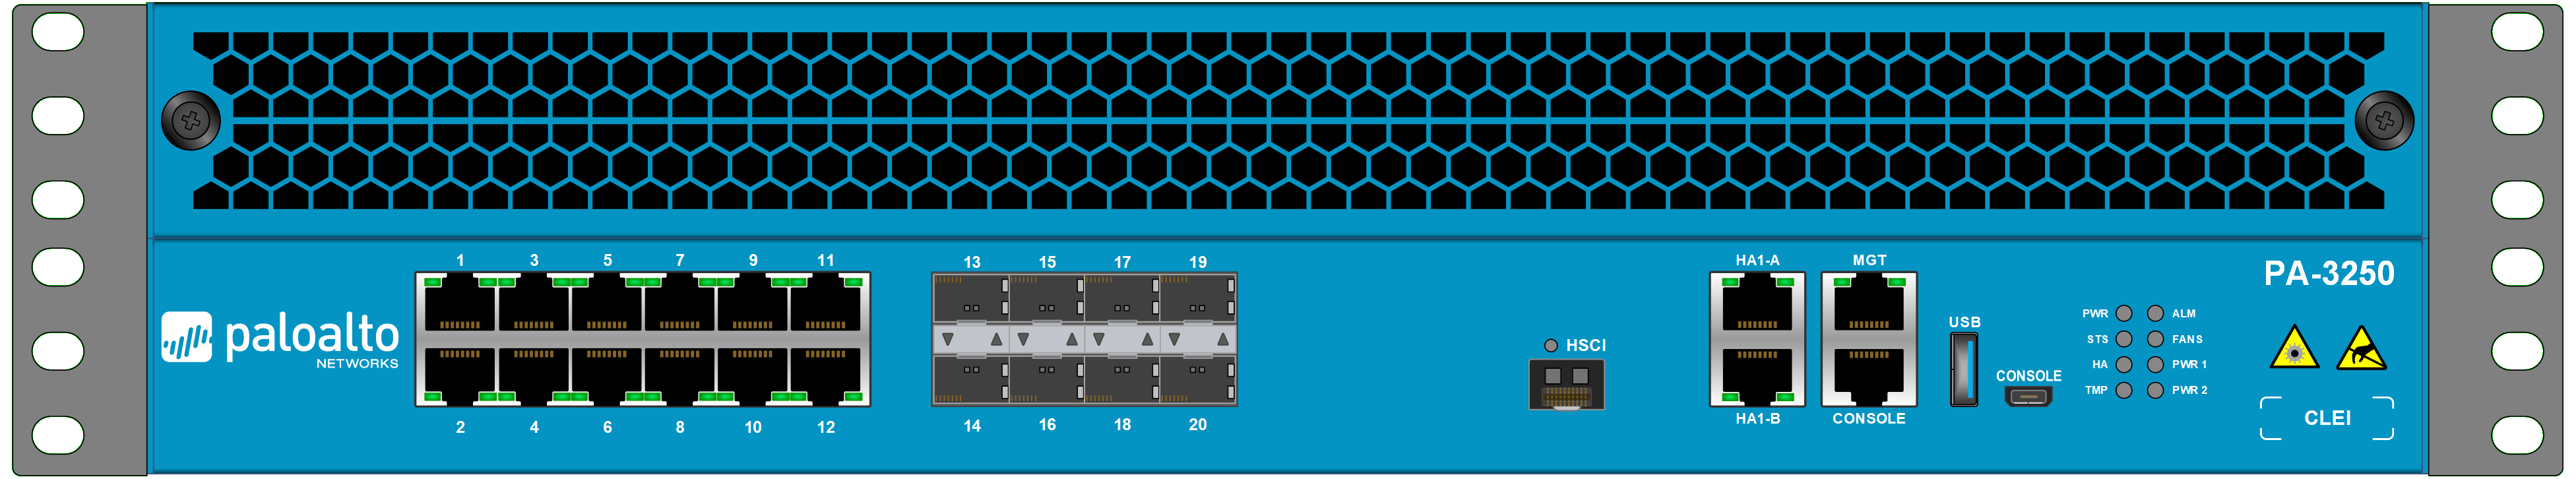 1 3 5 7 9 11
13 15 17 19
HA1-A MGT
PA-3250
paloalto
NETWORKS
USB
HSCI
CONSOLE
PWR ALM
STS FANS
HA PWR 1
TMP PWR 2
2 4 6 8 10 12
14 16 18 20
HA1-B CONSOLE
CLEI